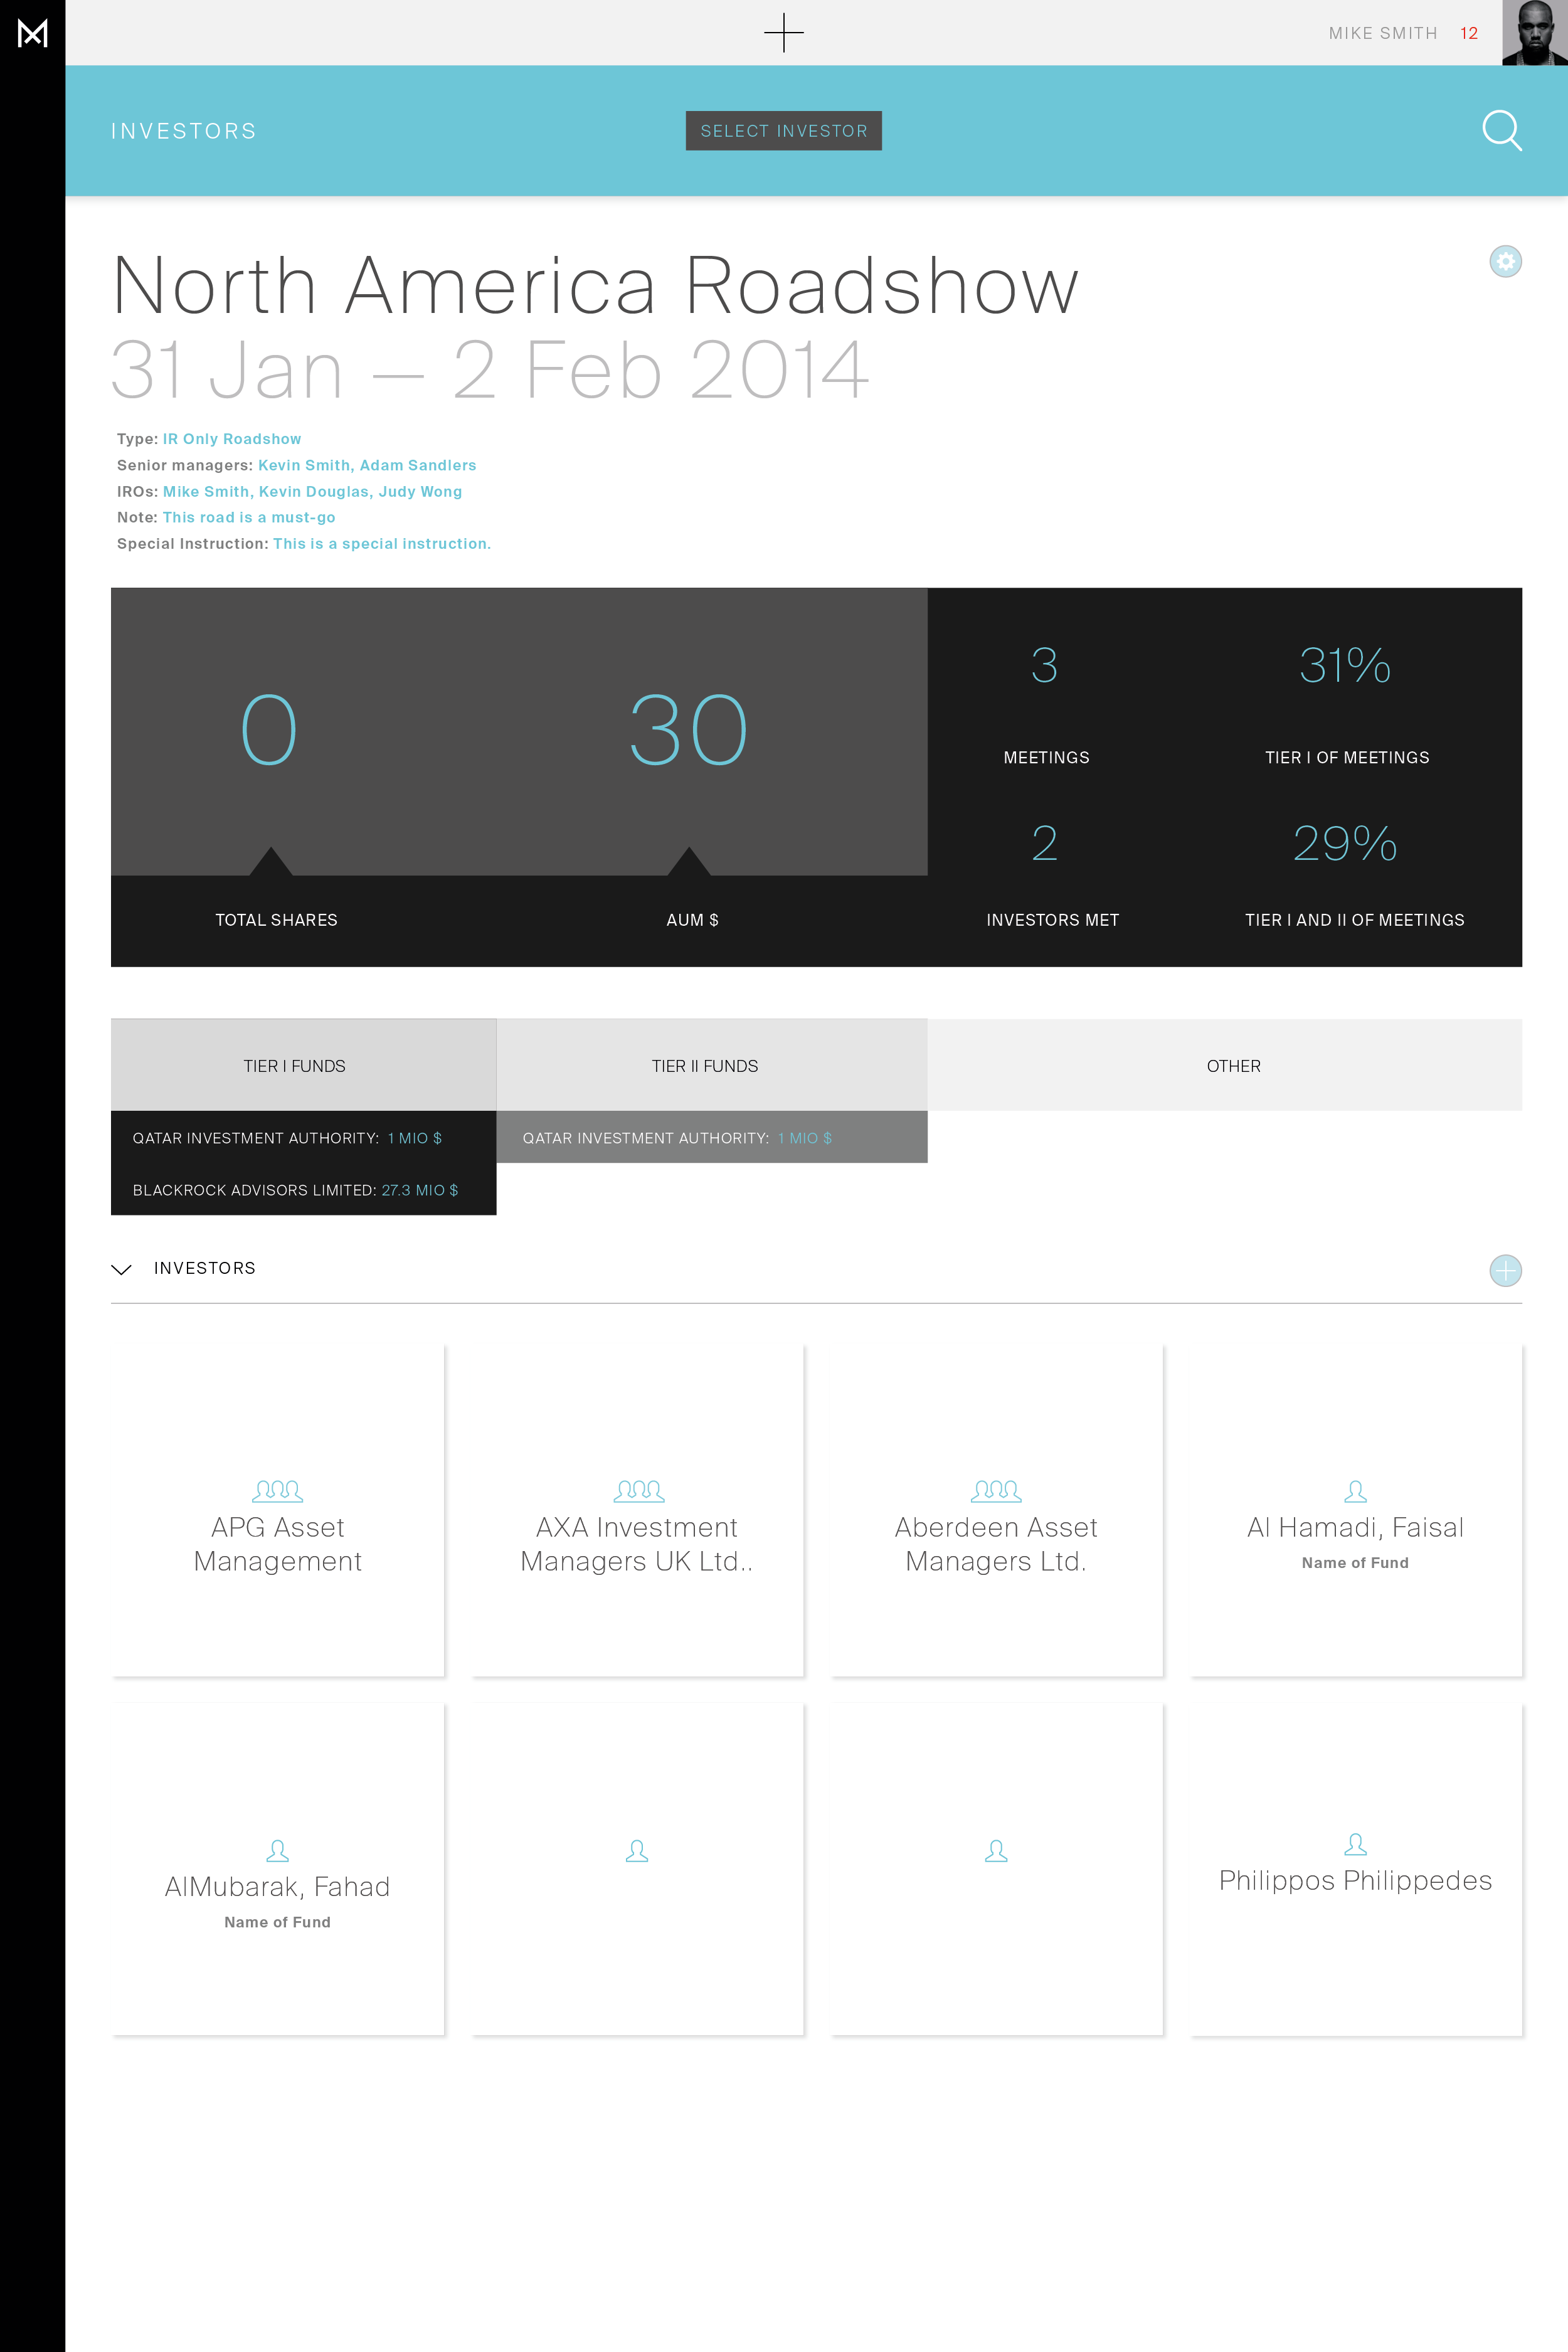 MIKE SMITH 12
INVESTORS
SELECT INVESTOR
North America Roadshow
31 Jan — 2 Feb 2014
Type: IR Only Roadshow
Senior managers: Kevin Smith, Adam Sandlers
IROs: Mike Smith, Kevin Douglas, Judy Wong
Note: This road is a must-go
Special Instruction: This is a special instruction.
0
TOTAL SHARES
30
AUM $
3
MEETINGS
31%
TIER I OF MEETINGS
2
INVESTORS MET
29%
TIER I AND II OF MEETINGS
TIER I FUNDS
QATAR INVESTMENT AUTHORITY: 1 MIO $
BLACKROCK ADVISORS LIMITED: 27.3 MIO $
TIER II FUNDS
QATAR INVESTMENT AUTHORITY: 1 MIO $
OTHER
INVESTORS
APG Asset
Management
AXA Investment
Managers UK Ltd..
Aberdeen Asset
Managers Ltd.
Al Hamadi, Faisal
Name of Fund
AlMubarak, Fahad
Name of Fund
Philippos Philippedes